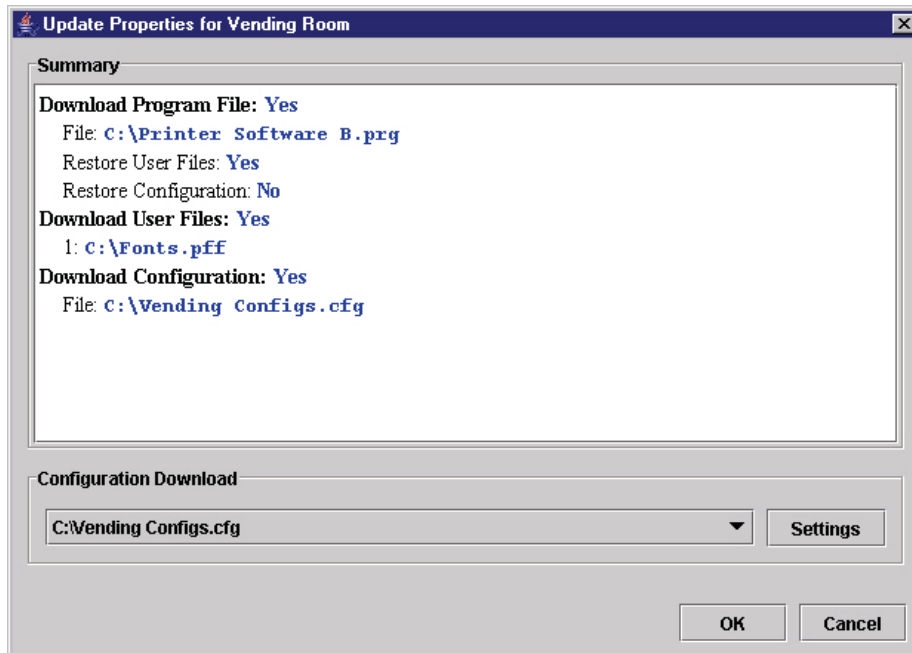 Update Properties for Vending Room
Summary
Download Program File: Yes
File: C:\Printer Software B.prg
Restore User Files: Yes
Restore Configuration: No
Download User Files: Yes
1: C:\Fonts.pff
Download Configuration: Yes
File: C:\Vending Configs.cfg
Configuration Download
C:\Vending Configs.cfg
Settings
OK
Cancel